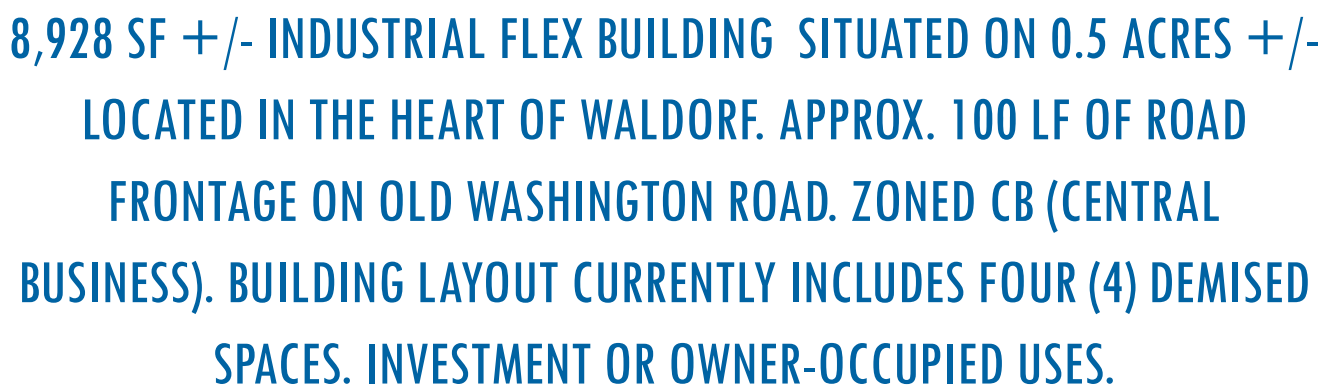 8,928 SF +/- INDUSTRIAL FLEX BUILDING SITUATED ON 0.5 ACRES +/-
LOCATED IN THE HEART OF WALDORF. APPROX. 100 LF OF ROAD
FRONTAGE ON OLD WASHINGTON ROAD. ZONED CB (CENTRAL
BUSINESS). BUILDING LAYOUT CURRENTLY INCLUDES FOUR (4) DEMISED
SPACES. INVESTMENT OR OWNER-OCCUPIED USES.